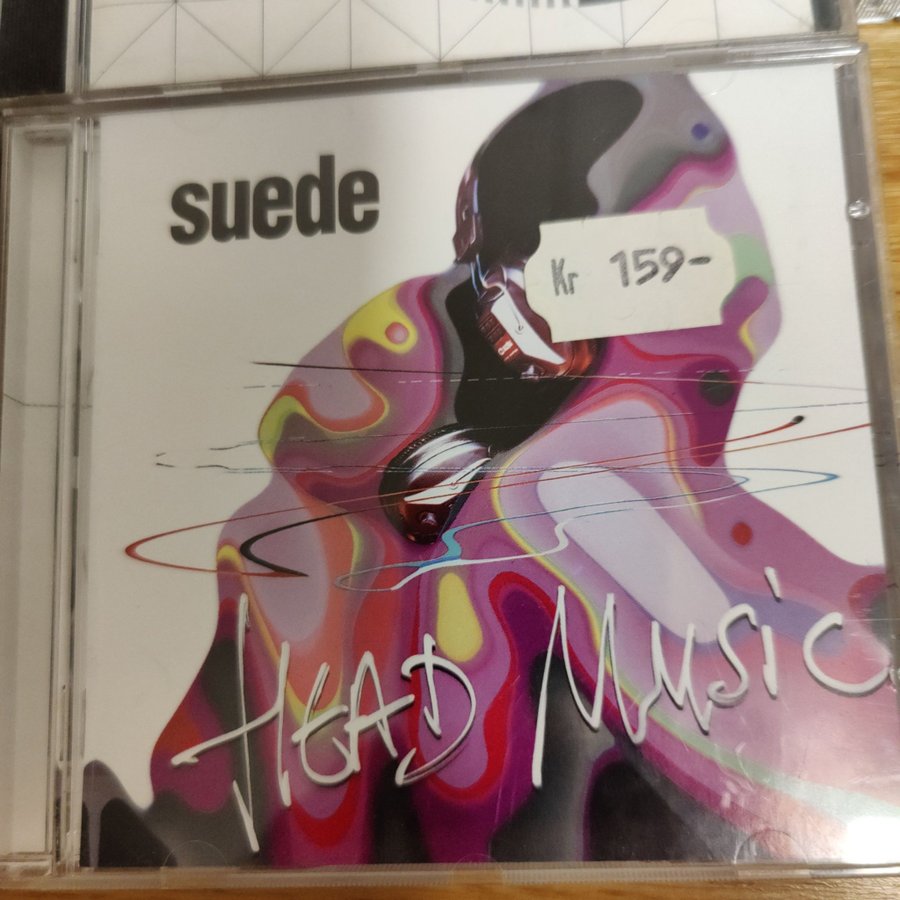 suede
Kr 159-
HEAD MUSIC